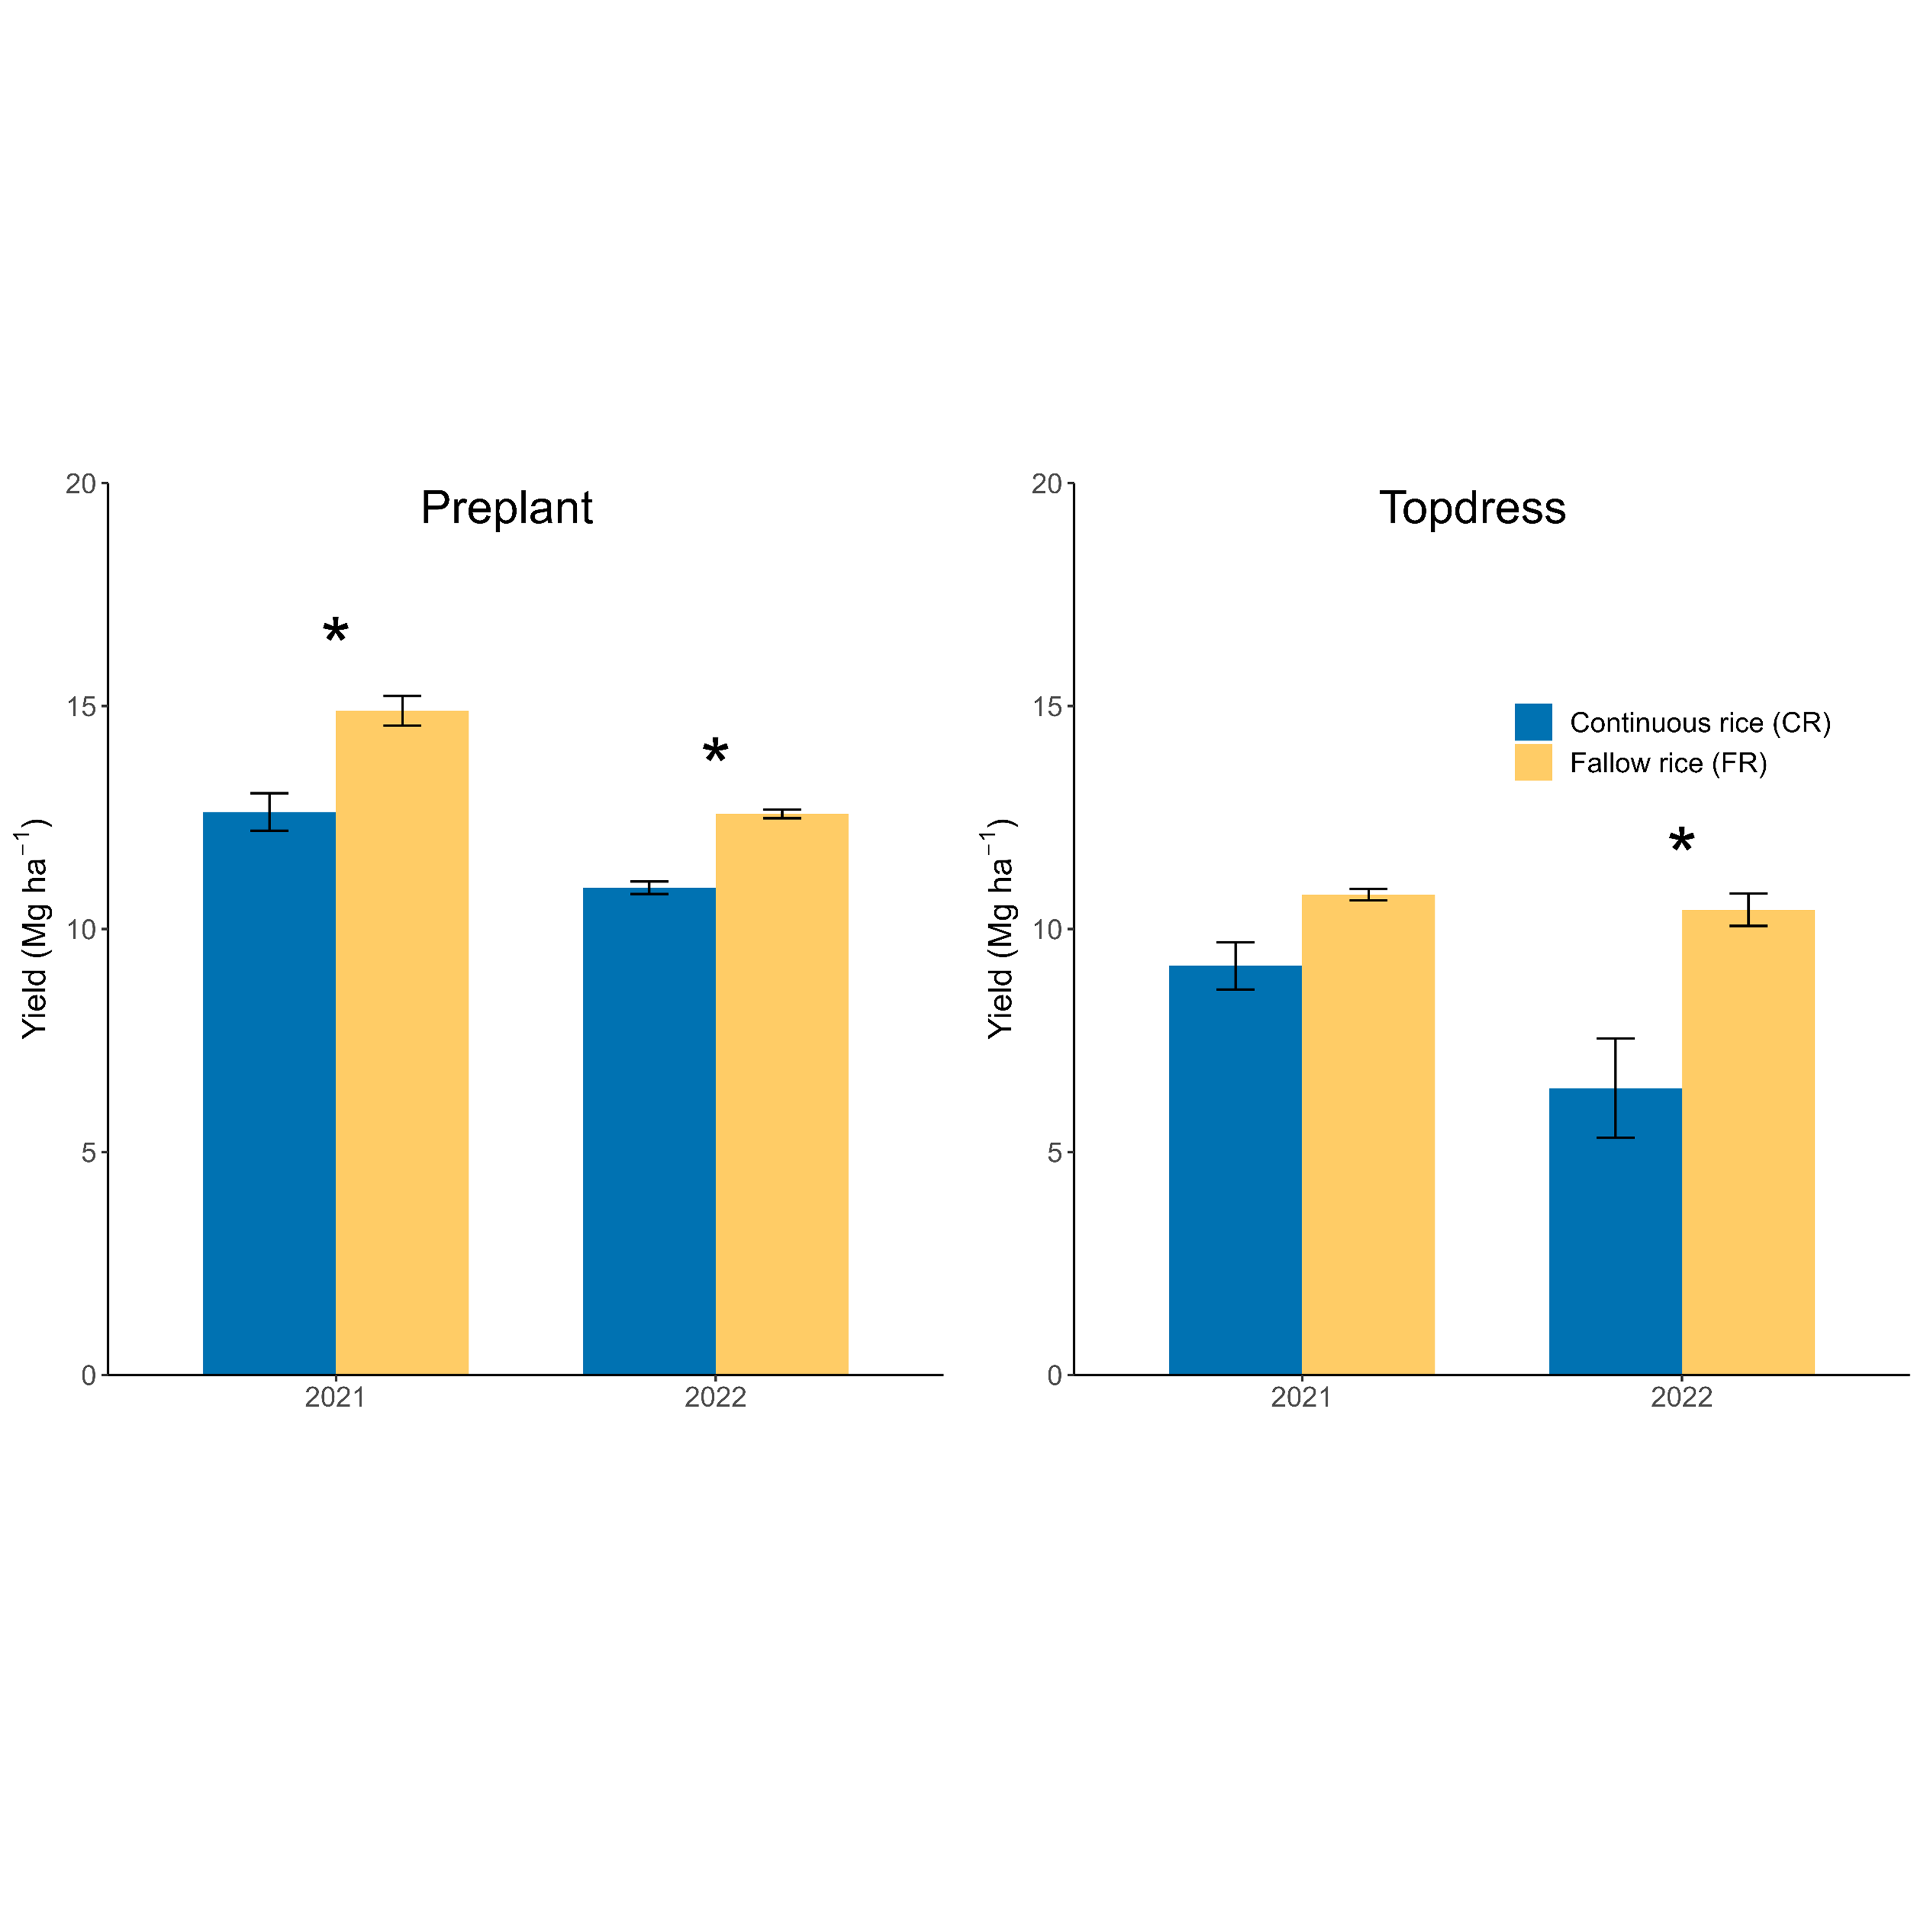 Preplant
20
15
10
5
0
Yield (Mg ha⁻¹)
*
*
2021
2022
Topdress
20
15
10
5
0
Yield (Mg ha⁻¹)
Continuous rice (CR)
Fallow rice (FR)
*
2021
2022